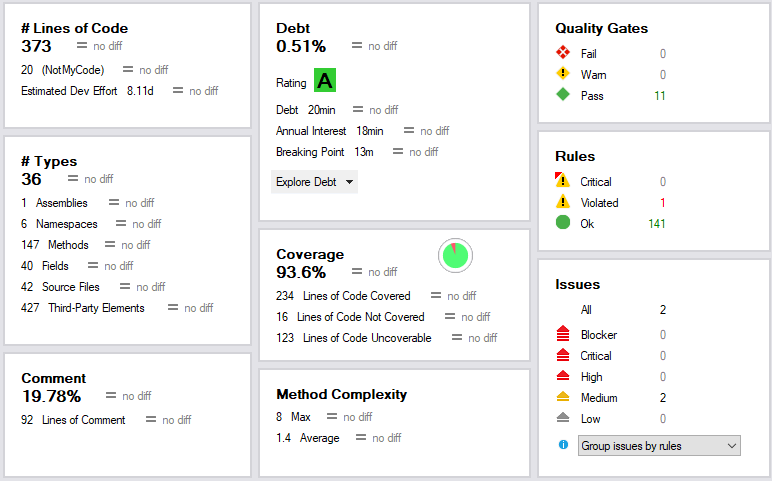 # Lines of Code
373 = no diff
20 (NotMyCode) = no diff
Estimated Dev Effort 8.11d = no diff
# Types
36 = no diff
1 Assemblies = no diff
6 Namespaces = no diff
147 Methods = no diff
40 Fields = no diff
42 Source Files = no diff
427 Third-Party Elements = no diff
Comment
19.78% = no diff
92 Lines of Comment = no diff
Debt
0.51% = no diff
Rating A
Debt 20min = no diff
Annual Interest 18min = no diff
Breaking Point 13m = no diff
Explore Debt
Coverage
93.6% = no diff
234 Lines of Code Covered = no diff
16 Lines of Code Not Covered = no diff
123 Lines of Code Uncoverable = no diff
Method Complexity
8 Max = no diff
1.4 Average = no diff
Quality Gates
Fail 0
Warn 0
Pass 11
Rules
Critical 0
Violated 1
Ok 141
Issues
All 2
Blocker 0
Critical 0
High 0
Medium 2
Low 0
Group issues by rules